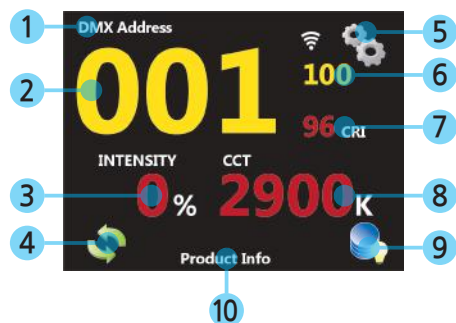 1 DMX Address 5
2 001 100 6
96 CRI 7
INTENSITY CCT
3 0 % 2900 K 8
4 9
Product Info
10